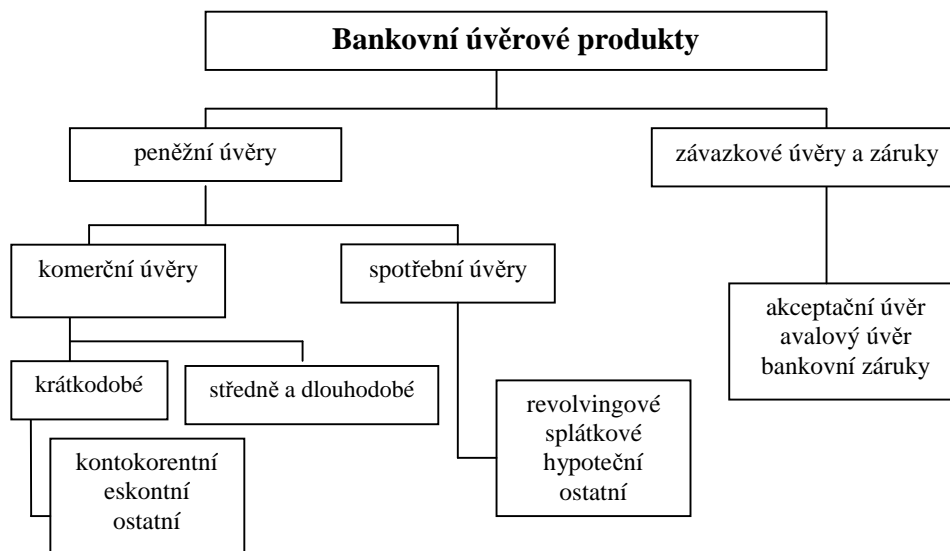 Bankovní úvěrové produkty
peněžní úvěry
závazkové úvěry a záruky
komerční úvěry
spotřební úvěry
akceptační úvěr
avalový úvěr
bankovní záruky
krátkodobé
středně a dlouhodobé
revolvingové
splátkové
hypoteční
ostatní
kontokorentní
eskontní
ostatní